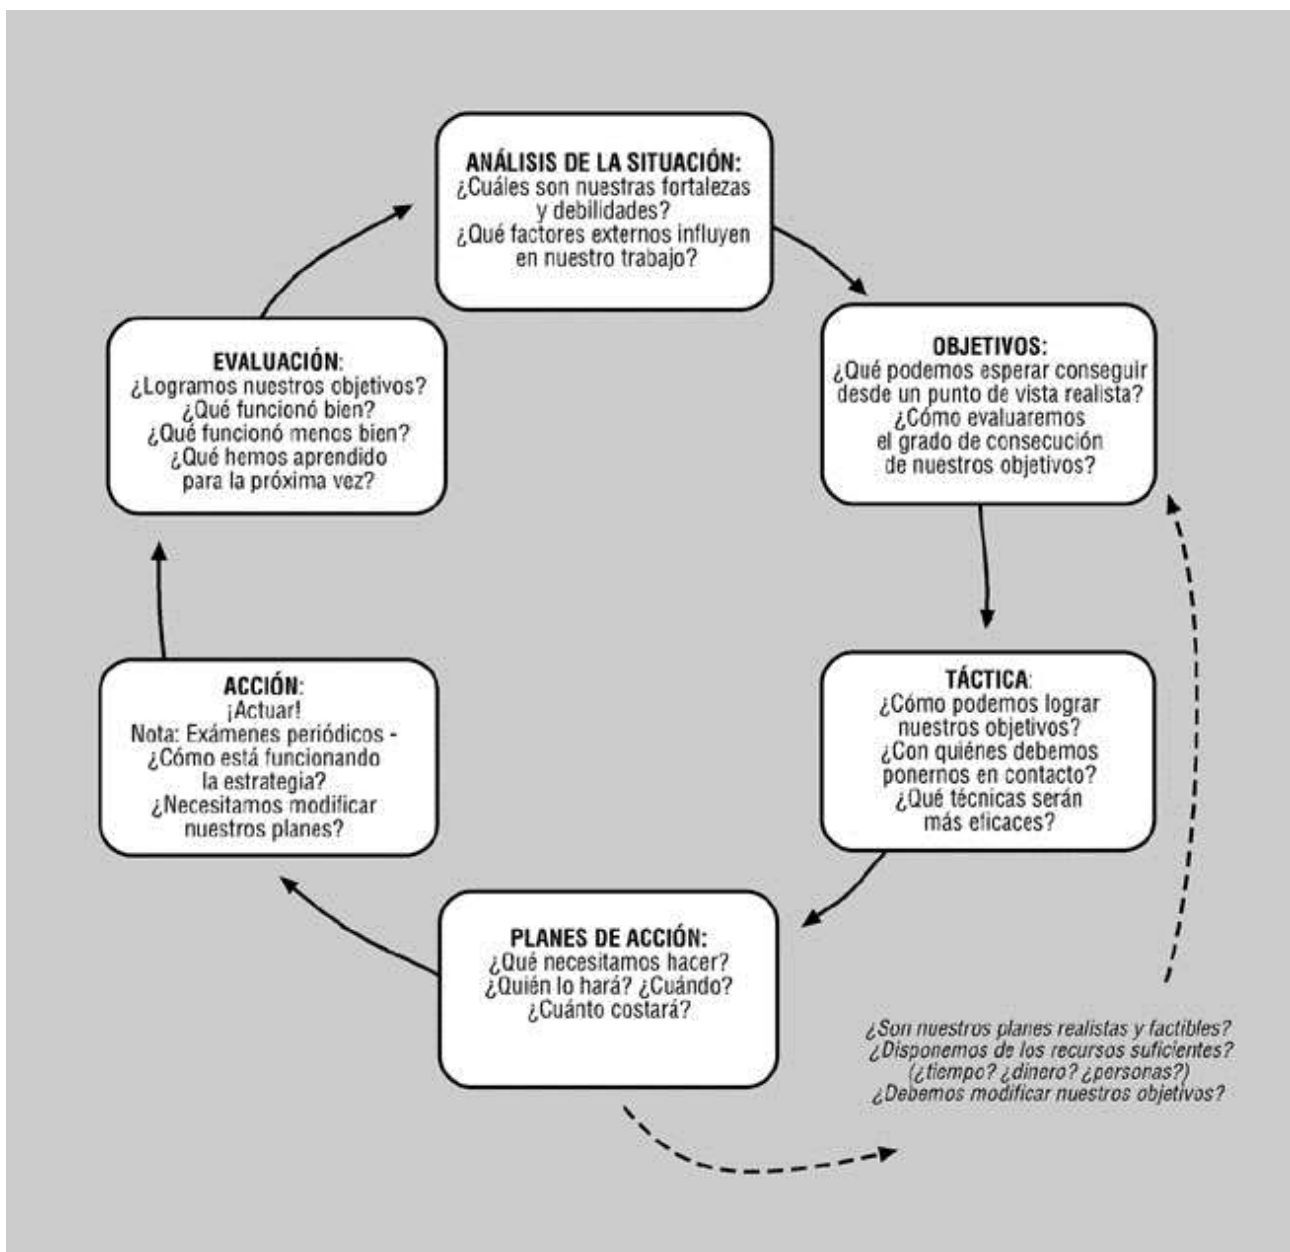 ANÁLISIS DE LA SITUACIÓN:
¿Cuáles son nuestras fortalezas
y debilidades?
¿Qué factores externos influyen
en nuestro trabajo?
OBJETIVOS:
¿Qué podemos esperar conseguir
desde un punto de vista realista?
¿Cómo evaluaremos
el grado de consecución
de nuestros objetivos?
TÁCTICA:
¿Cómo podemos lograr
nuestros objetivos?
¿Con quiénes debemos
ponernos en contacto?
¿Qué técnicas serán
más eficaces?
PLANES DE ACCIÓN:
¿Qué necesitamos hacer?
¿Quién lo hará? ¿Cuándo?
¿Cuánto costará?
¿Son nuestros planes realistas y factibles?
¿Disponemos de los recursos suficientes?
(¿tiempo? ¿dinero? ¿personas?)
¿Debemos modificar nuestros objetivos?
ACCIÓN:
¡Actuar!
Nota: Exámenes periódicos -
¿Cómo está funcionando
la estrategia?
¿Necesitamos modificar
nuestros planes?
EVALUACIÓN:
¿Logramos nuestros objetivos?
¿Qué funcionó bien?
¿Qué funcionó menos bien?
¿Qué hemos aprendido
para la próxima vez?